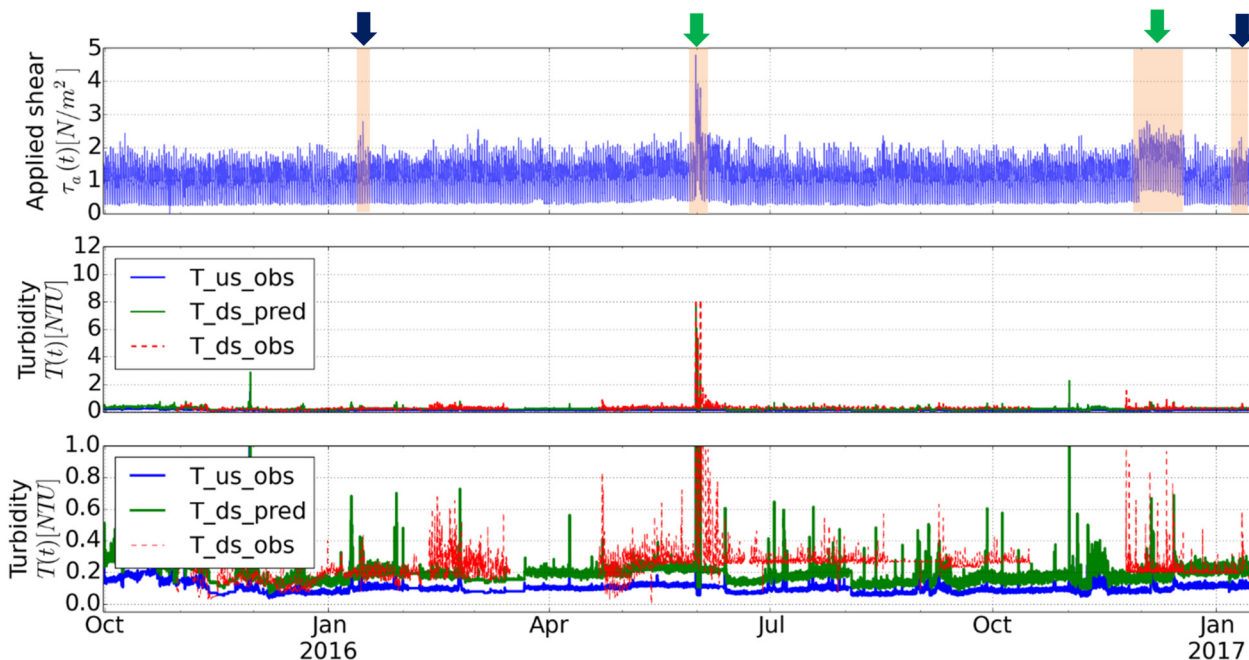 5
4
3
2
1
0
Applied shear
τₐ(t)[N/m²]
12
10
8
6
4
2
0
Turbidity
T(t)[NTU]
T_us_obs
T_ds_pred
T_ds_obs
1.0
0.8
0.6
0.4
0.2
0.0
Turbidity
T(t)[NTU]
T_us_obs
T_ds_pred
T_ds_obs
Oct Jan Apr Jul Oct Jan
2016 2017